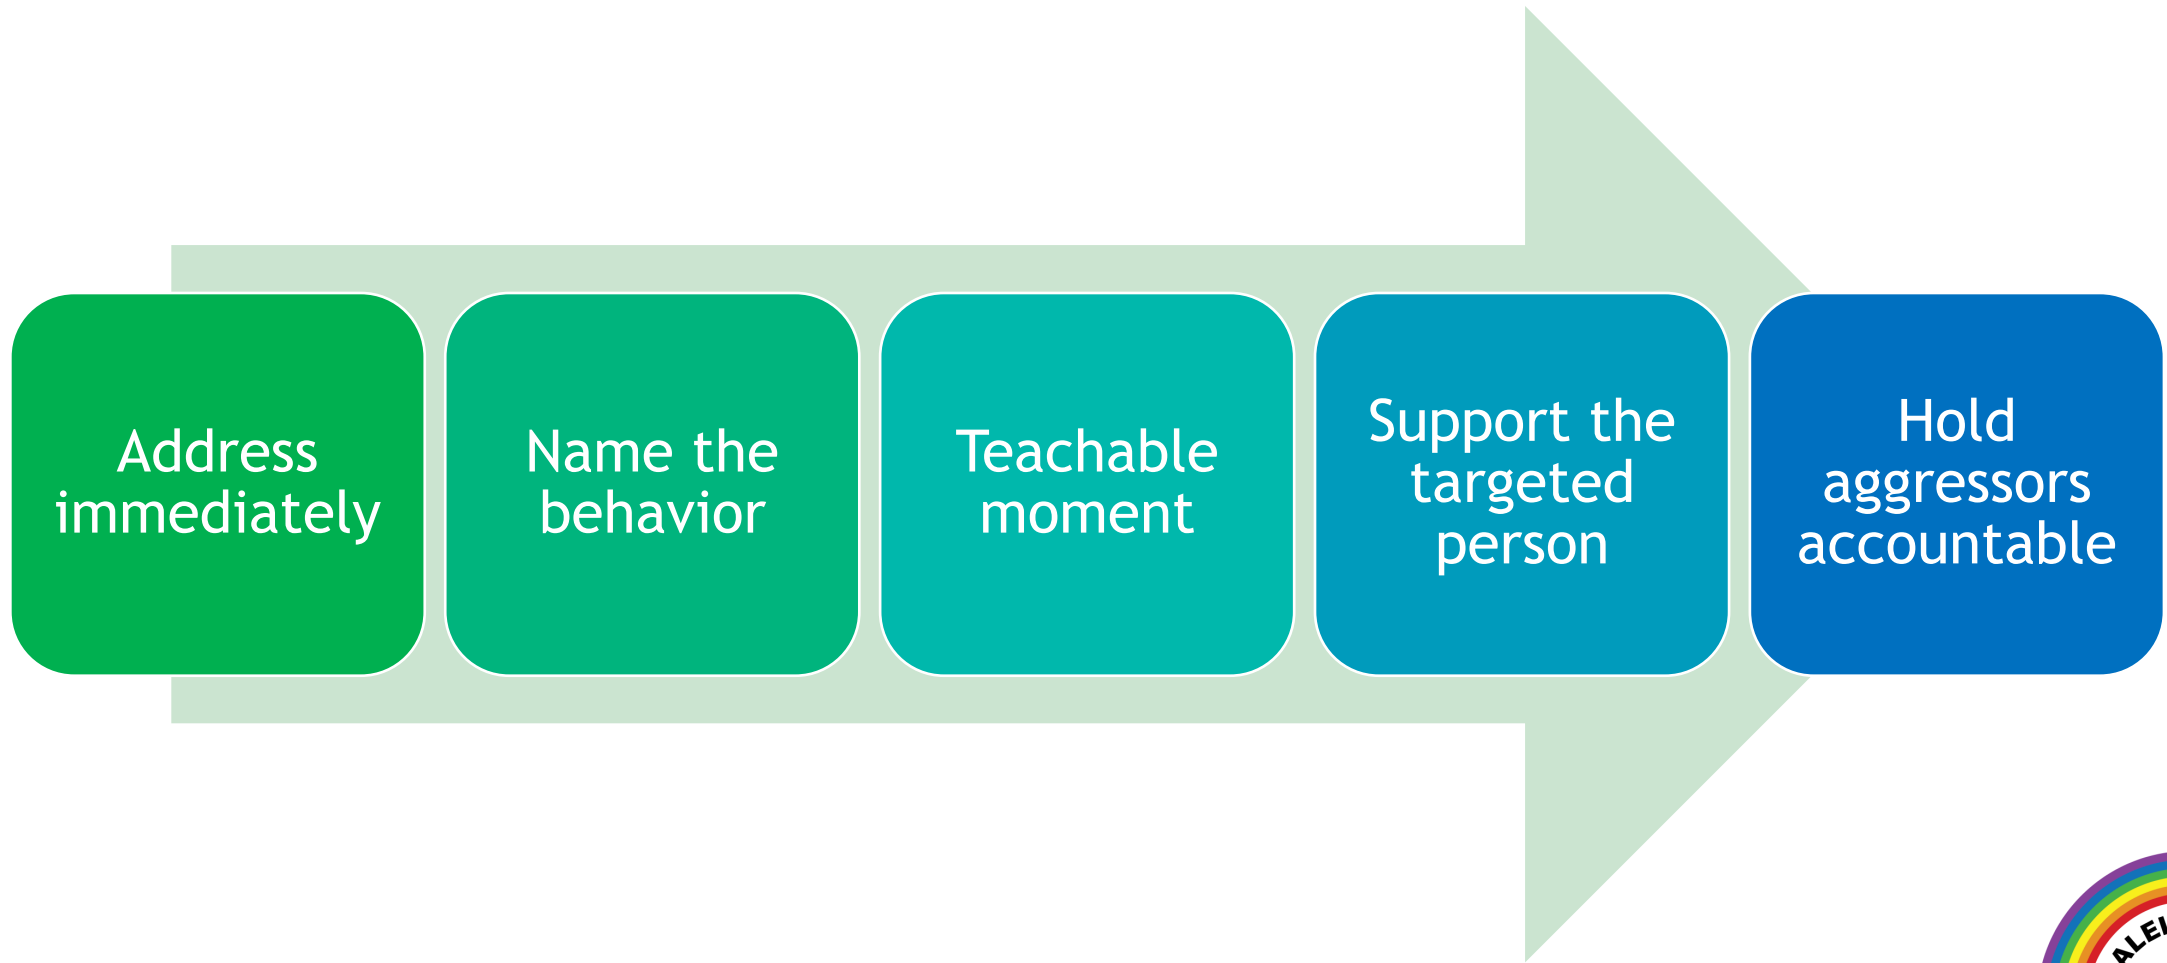 Address
immediately
Name the
behavior
Teachable
moment
Support the
targeted
person
Hold
aggressors
accountable